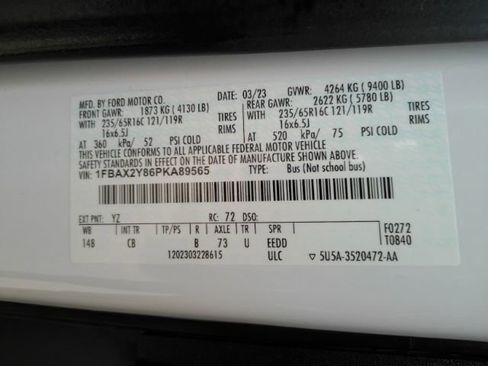 MFD. BY FORD MOTOR CO.
DATE: 03/23 GVWR: 4264 KG ( 9400 LB)
FRONT GAWR: 1873 KG ( 4130 LB) REAR GAWR: 2622 KG ( 5780 LB)
WITH 235/65R16C 121/119R TIRES WITH 235/65R16C 121/119R TIRES
16x6.5J RIMS 16x6.5J RIMS
AT 360 kPa/ 52 PSI COLD AT 520 kPa/ 75 PSI COLD
THIS VEHICLE CONFORMS TO ALL APPLICABLE FEDERAL MOTOR VEHICLE
SAFETY STANDARDS IN EFFECT ON THE DATE OF MANUFACTURE SHOWN ABOVE.
VIN: 1FBAX2Y86PKA89565 TYPE: Bus (Not School bus)
EXT PNT: YZ RC: 72 DSO:
WB INT TR TP/PS R AXLE TR SPR F0272
148 CB B 73 U EEDD T0840
1202303228615 ULC ▽ 5U5A-3520472-AA